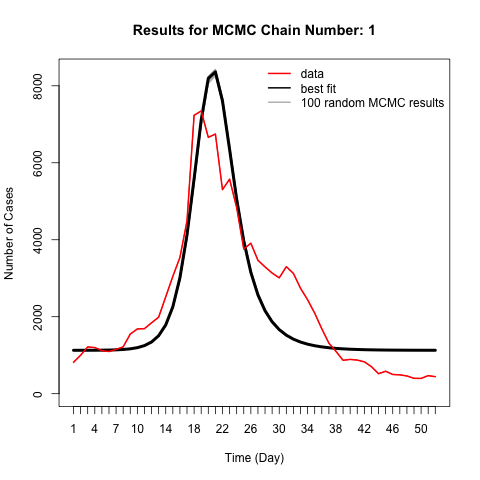 Results for MCMC Chain Number: 1
data
best fit
100 random MCMC results
Number of Cases
0 2000 4000 6000 8000
1 4 7 10 14 18 22 26 30 34 38 42 46 50
Time (Day)